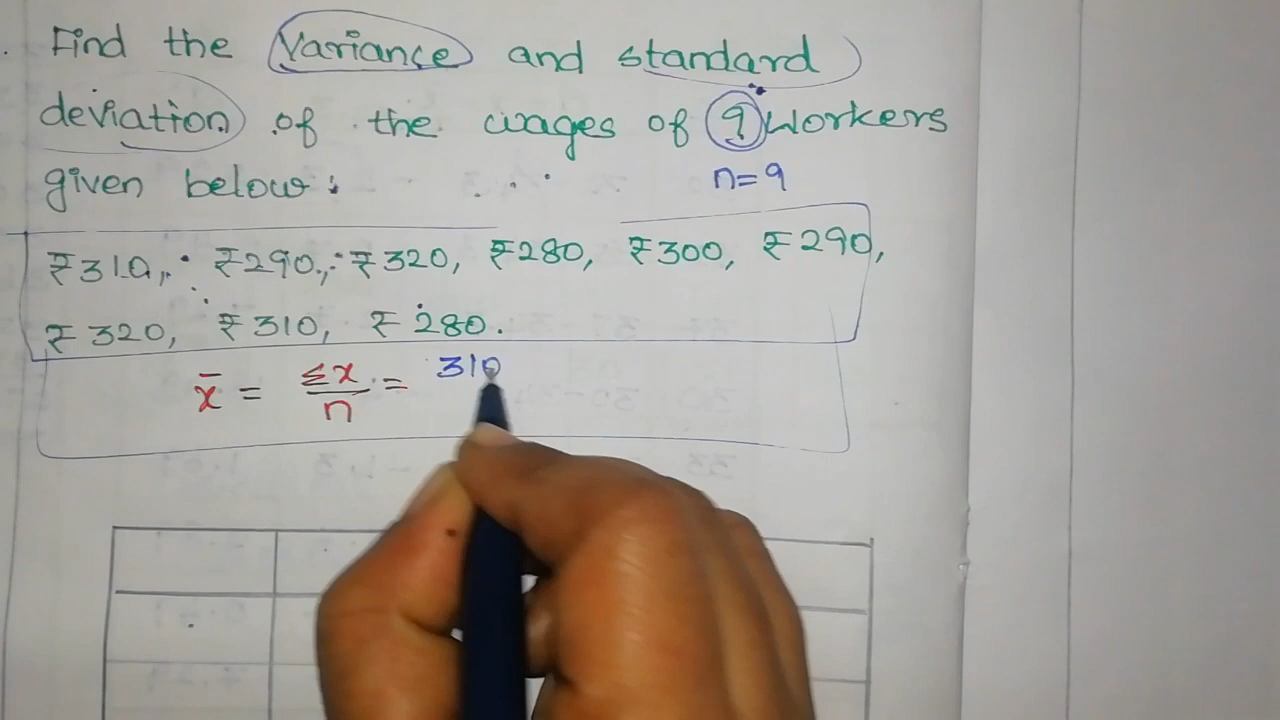 Find the Variance and standard
deviation of the wages of 9 Workers
given below:
n=9
₹310, ₹290, ₹320, ₹280, ₹300, ₹290,
₹320, ₹310, ₹280.
x̄ = Σx/n = 310